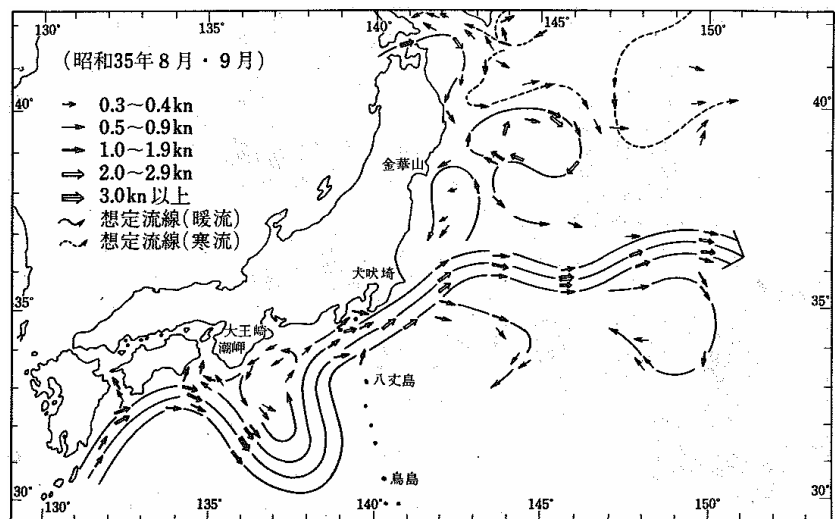 130°
135°
140°
145°
150°
(昭和35年8月・9月)
0.3~0.4kn
0.5~0.9kn
1.0~1.9kn
2.0~2.9kn
3.0kn 以上
想定流線(暖流)
想定流線(寒流)
40°
40°
金華山
犬吠埼
35°
35°
大王崎
潮岬
八丈島
鳥島
30°
30°
130°
135°
140°
145°
150°